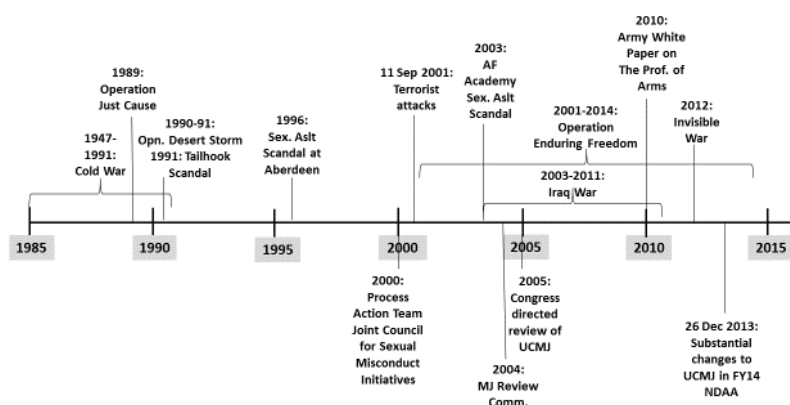 1989:
Operation
Just Cause
1947-
1991:
Cold War
1990-91:
Opn. Desert Storm
1991: Tailhook
Scandal
1996:
Sex. Aslt
Scandal at
Aberdeen
11 Sep 2001:
Terrorist
attacks
2003:
AF
Academy
Sex. Aslt
Scandal
2001-2014:
Operation
Enduring Freedom
2003-2011:
Iraq War
2010:
Army White
Paper on
The Prof. of
Arms
2012:
Invisible
War
1985
1990
1995
2000
2005
2010
2015
2000:
Process
Action Team
Joint Council
for Sexual
Misconduct
Initiatives
2004:
MJ Review
Comm.
2005:
Congress
directed
review of
UCMJ
26 Dec 2013:
Substantial
changes to
UCMJ in FY14
NDAA